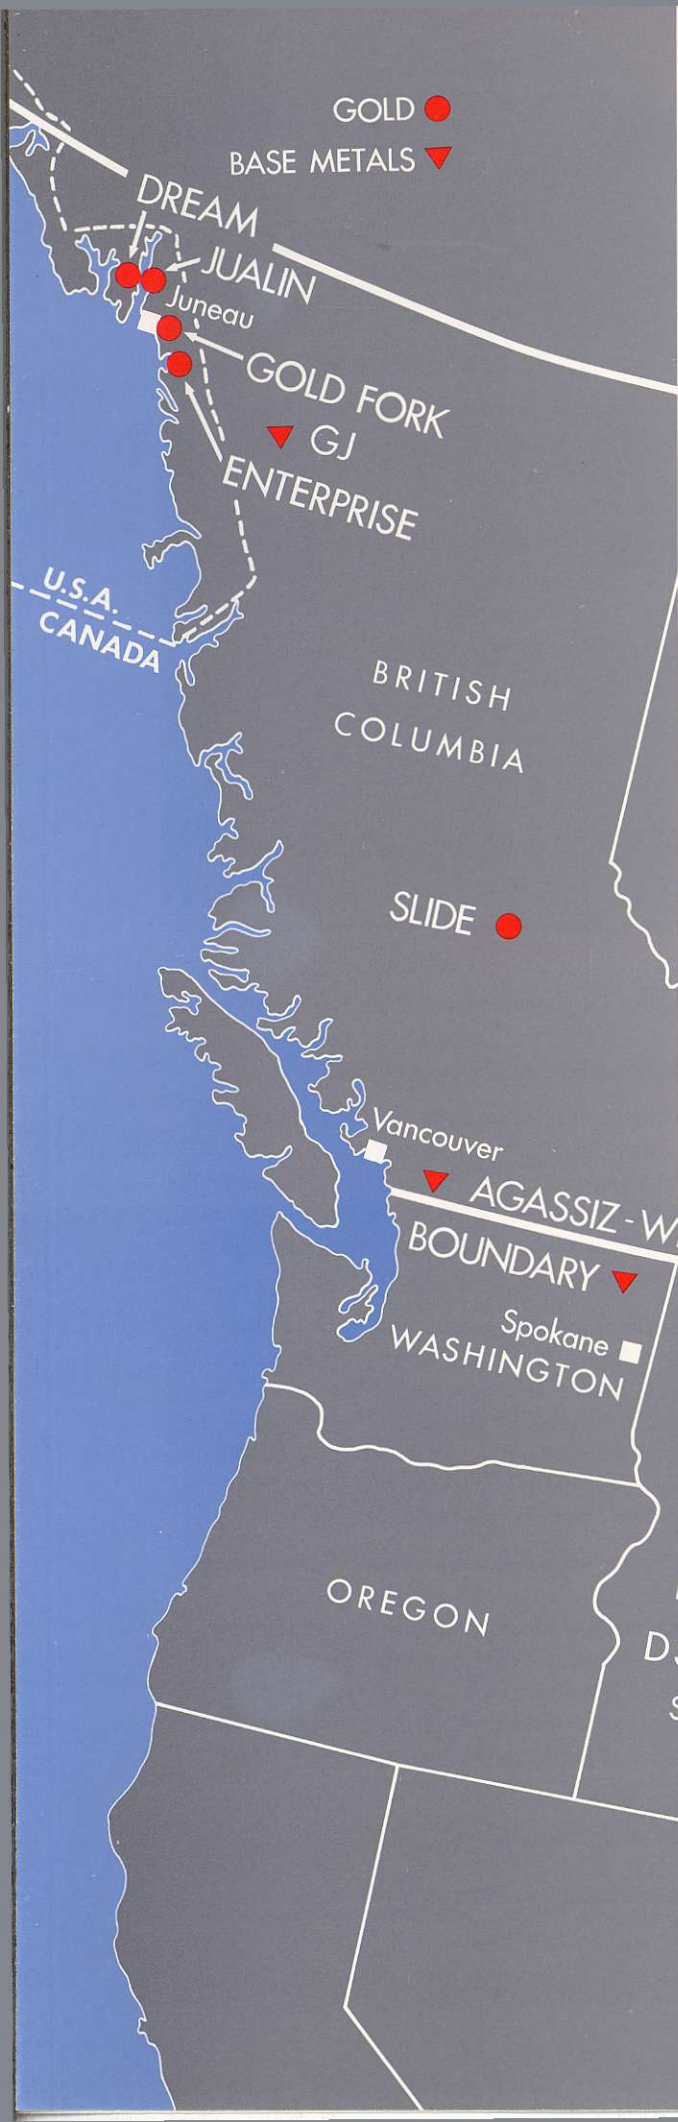 GOLD
BASE METALS
DREAM
JUALIN
Juneau
GOLD FORK
GJ
ENTERPRISE
U.S.A.
CANADA
BRITISH
COLUMBIA
SLIDE
Vancouver
AGASSIZ-W
BOUNDARY
Spokane
WASHINGTON
OREGON
D
S